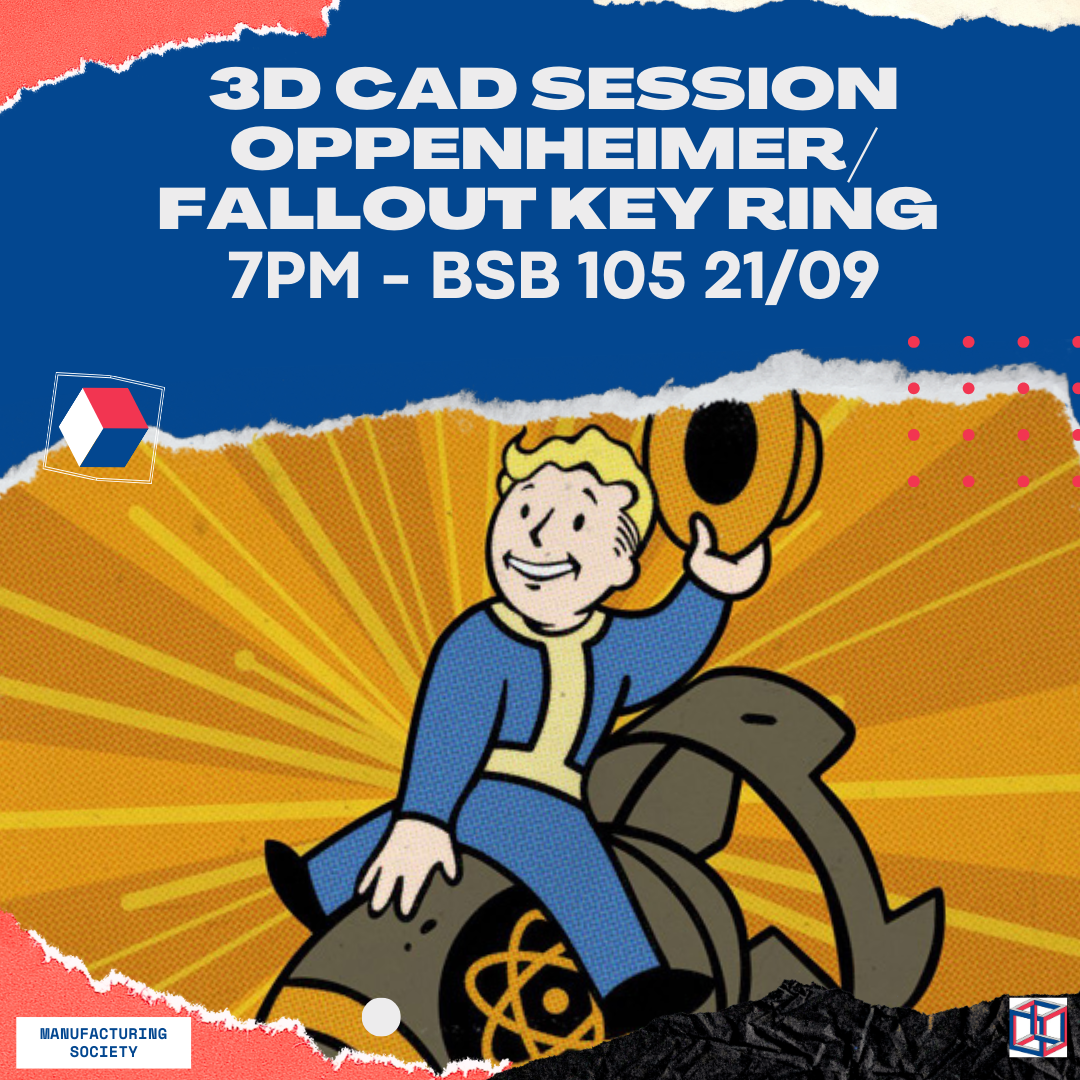 3D CAD SESSION
OPPENHEIMER/
FALLOUT KEY RING
7PM - BSB 105 21/09
MANUFACTURING
SOCIETY